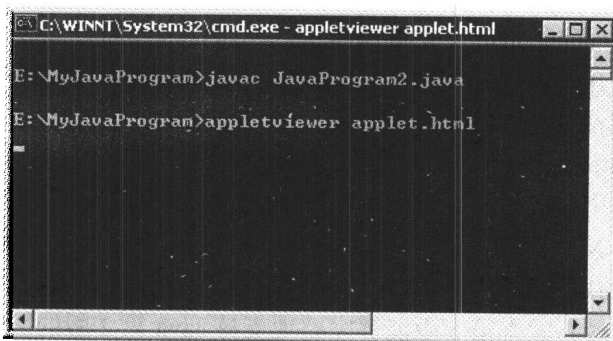 C:\WINNT\System32\cmd.exe - appletviewer applet.html
E:\MyJavaProgram>javac JavaProgram2.java
E:\MyJavaProgram>appletviewer applet.html